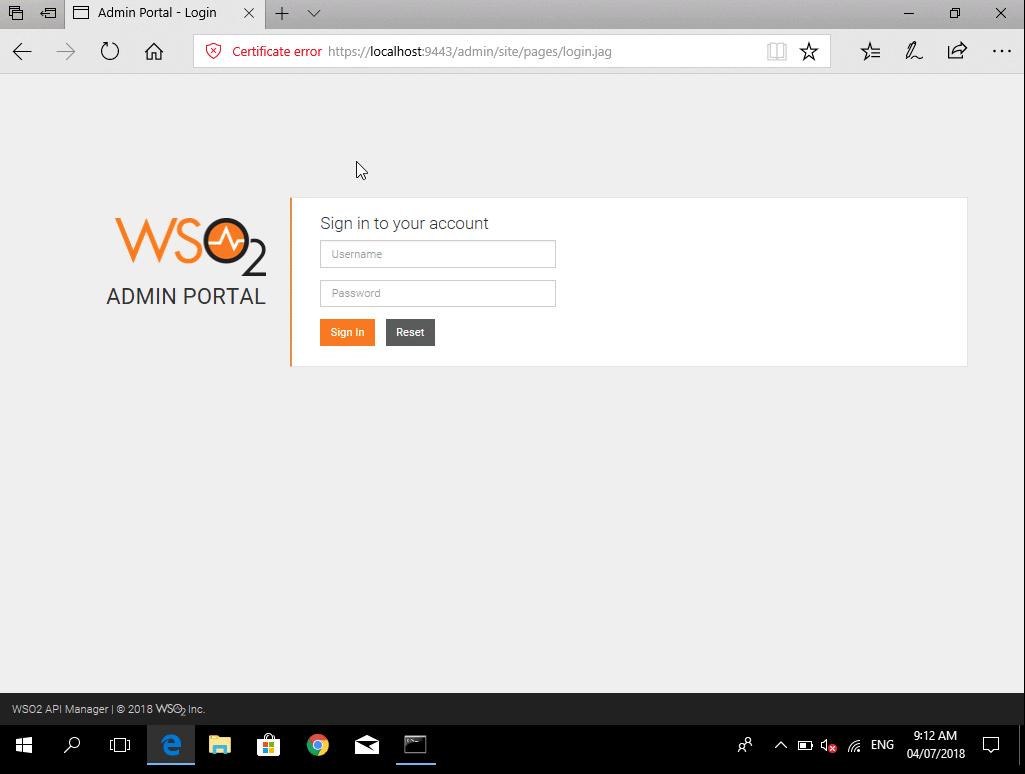 Admin Portal - Login
Certificate error https://localhost:9443/admin/site/pages/login.jag
WSO2
ADMIN PORTAL
Sign in to your account
Username
Password
Sign In Reset
WSO2 API Manager | © 2018 WSO2 Inc.
ENG
9:12 AM
04/07/2018